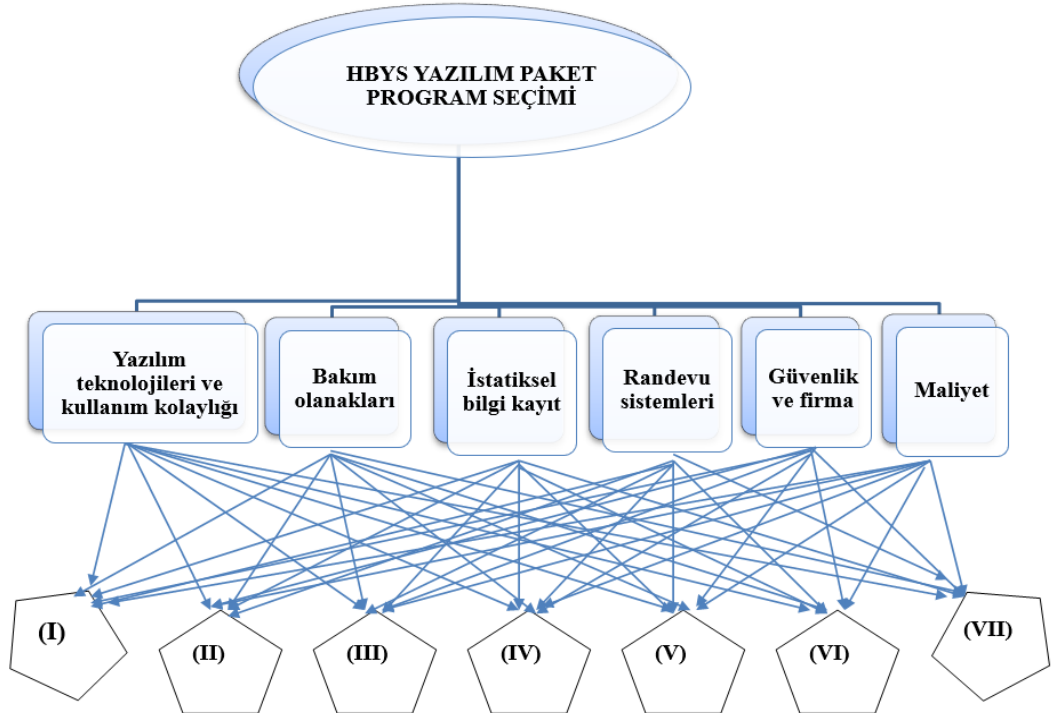 HBYS YAZILIM PAKET
PROGRAM SEÇİMİ
Yazılım
teknolojileri ve
kullanım kolaylığı
Bakım
olanakları
İstatiksel
bilgi kayıt
Randevu
sistemleri
Güvenlik
ve firma
Maliyet
(I)
(II)
(III)
(IV)
(V)
(VI)
(VII)